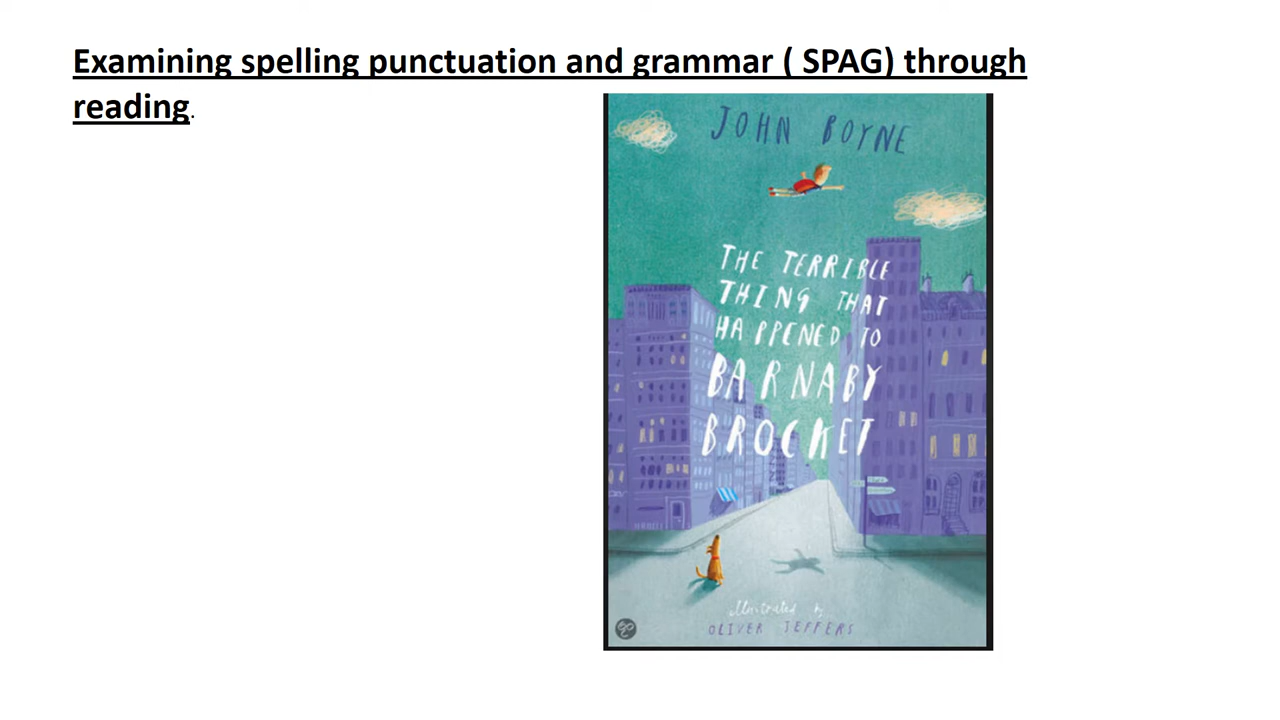 Examining spelling punctuation and grammar ( SPAG) through
reading.
JOHN BOYNE
THE TERRIBLE
THING THAT
HAPPENED TO
BARNABY
BROCKET
illustrated by
OLIVER JEFFERS